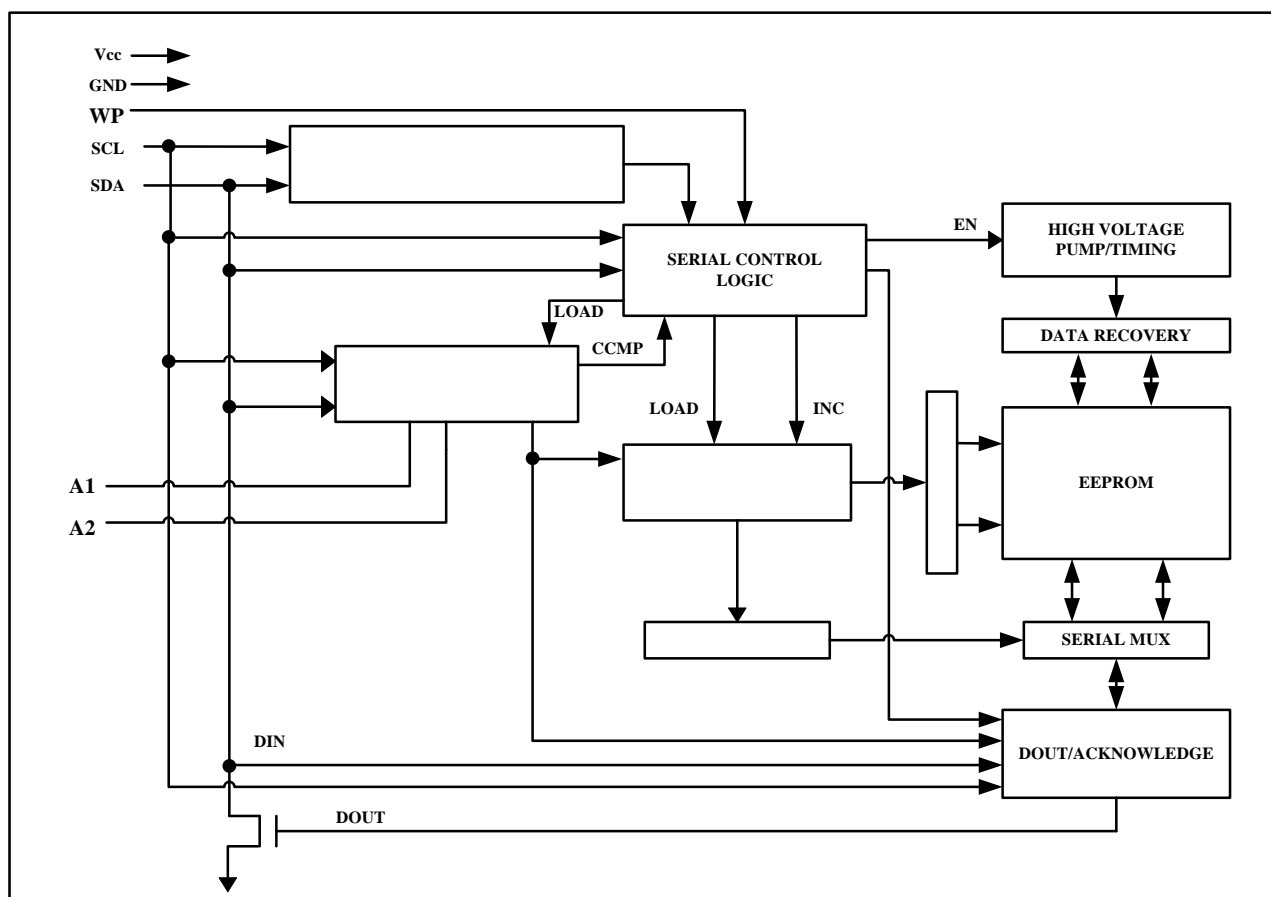 Vcc
GND
WP
SCL
SDA
EN
HIGH VOLTAGE
PUMP/TIMING
SERIAL CONTROL
LOGIC
LOAD
DATA RECOVERY
CCMP
LOAD
INC
A1
EEPROM
A2
SERIAL MUX
DIN
DOUT/ACKNOWLEDGE
DOUT